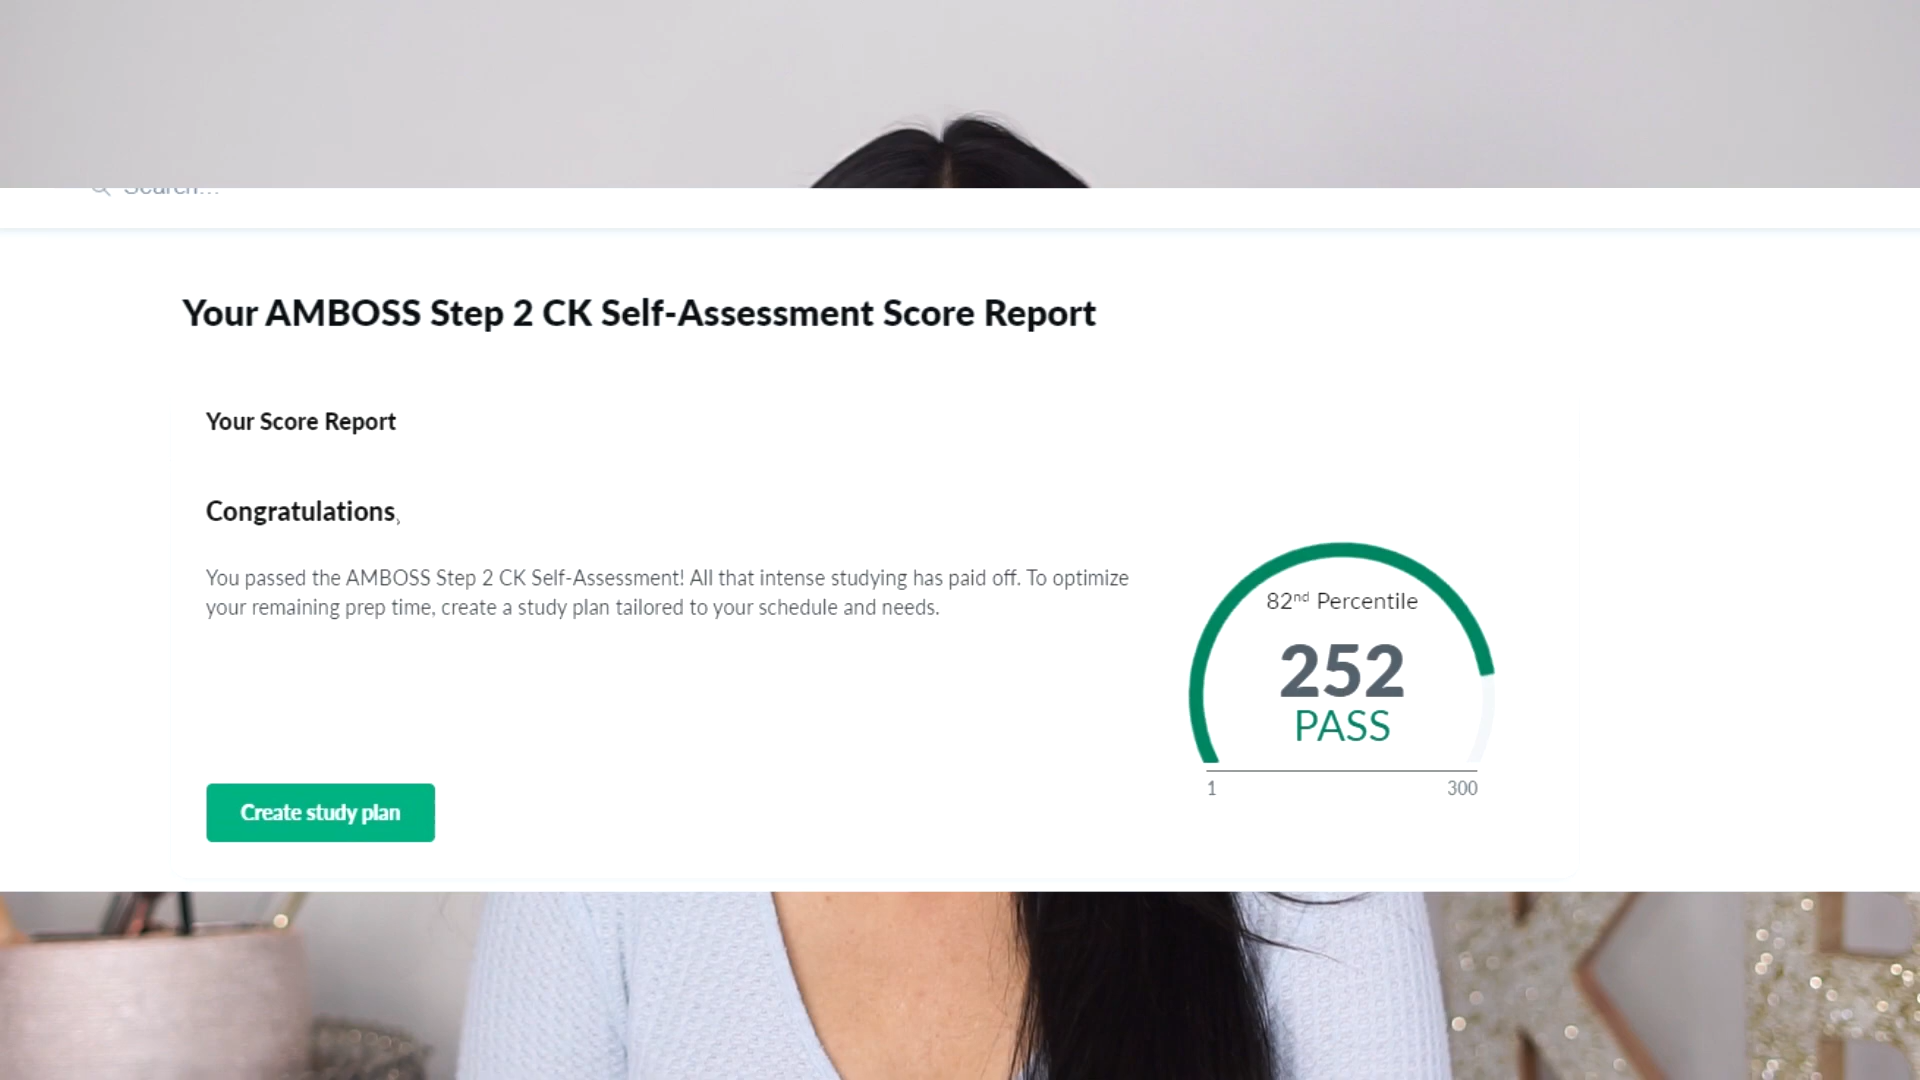 Search...
Your AMBOSS Step 2 CK Self-Assessment Score Report
Your Score Report
Congratulations,
You passed the AMBOSS Step 2 CK Self-Assessment! All that intense studying has paid off. To optimize
your remaining prep time, create a study plan tailored to your schedule and needs.
82nd Percentile
252
PASS
1
300
Create study plan
K